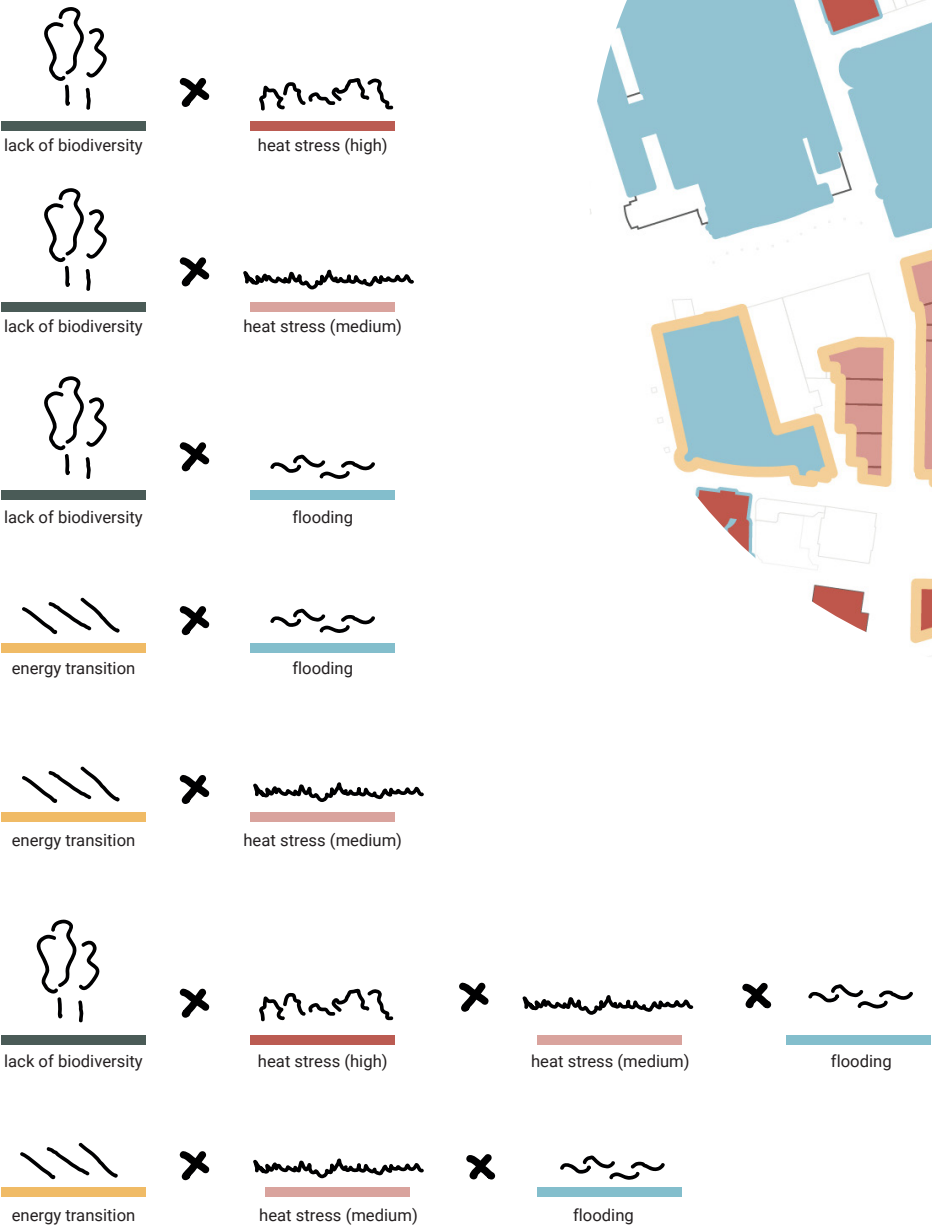 lack of biodiversity
heat stress (high)
lack of biodiversity
heat stress (medium)
lack of biodiversity
flooding
energy transition
flooding
energy transition
heat stress (medium)
lack of biodiversity
heat stress (high)
heat stress (medium)
flooding
energy transition
heat stress (medium)
flooding